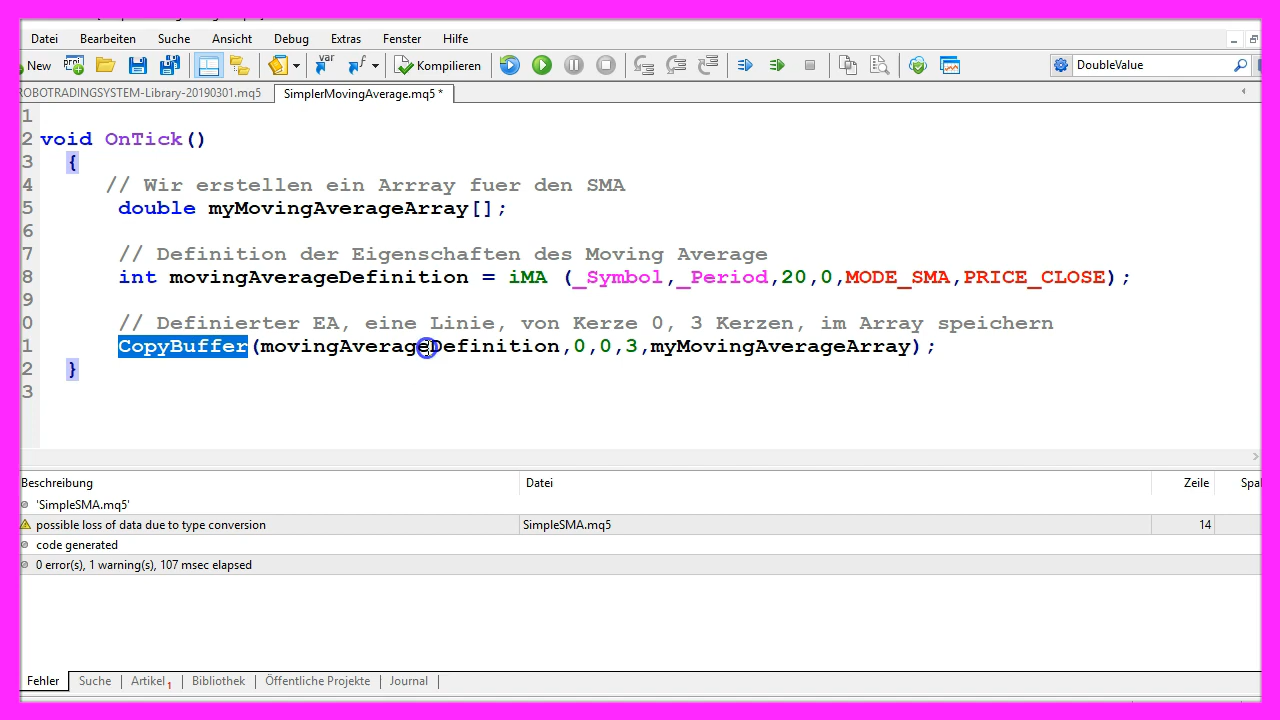 Datei Bearbeiten Suche Ansicht Debug Extras Fenster Hilfe
New var Kompilieren DoubleValue
ROBOTRADINGSYSTEM-Library-20190301.mq5 SimplerMovingAverage.mq5 *
1
2 void OnTick()
3 {
4 // Wir erstellen ein Arrray fuer den SMA
5 double myMovingAverageArray[];
6
7 // Definition der Eigenschaften des Moving Average
8 int movingAverageDefinition = iMA (_Symbol,_Period,20,0,MODE_SMA,PRICE_CLOSE);
9
0 // Definierter EA, eine Linie, von Kerze 0, 3 Kerzen, im Array speichern
1 CopyBuffer(movingAverageDefinition,0,0,3,myMovingAverageArray);
2 }
3
Beschreibung Datei Zeile Spal
'SimpleSMA.mq5'
possible loss of data due to type conversion SimpleSMA.mq5 14
code generated
0 error(s), 1 warning(s), 107 msec elapsed
Fehler Suche Artikel 1 Bibliothek Öffentliche Projekte Journal